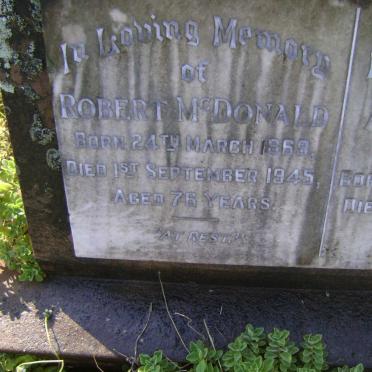 In Loving Memory
of
ROBERT McDONALD
BORN 24TH MARCH 1869.
DIED 1ST SEPTEMBER 1945.
AGED 76 YEARS.
"AT REST"